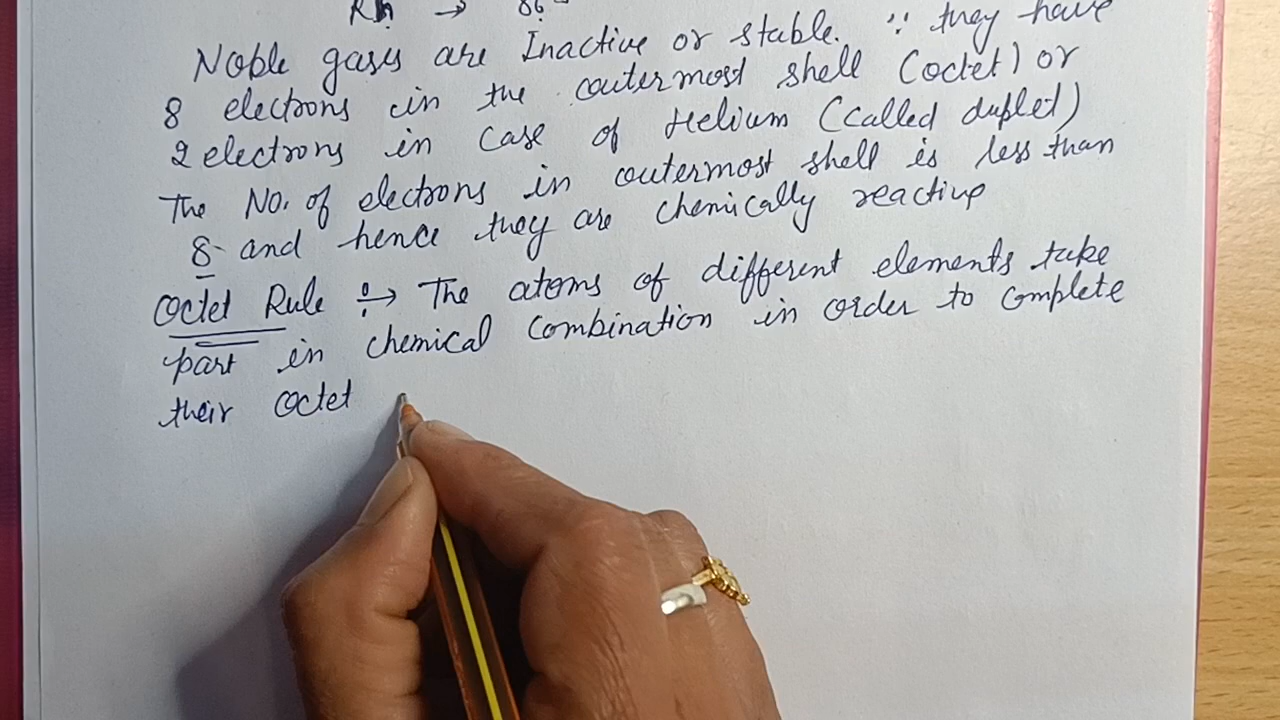 Rn → 86
Noble gases are Inactive or stable. ∵ they have
8 electrons in the outermost shell (octet) or
2 electrons in case of Helium (called duplet)
The No. of electrons in outermost shell is less than
8 and hence they are chemically reactive
Octet Rule :→ The atoms of different elements take
part in chemical combination in order to complete
their octet